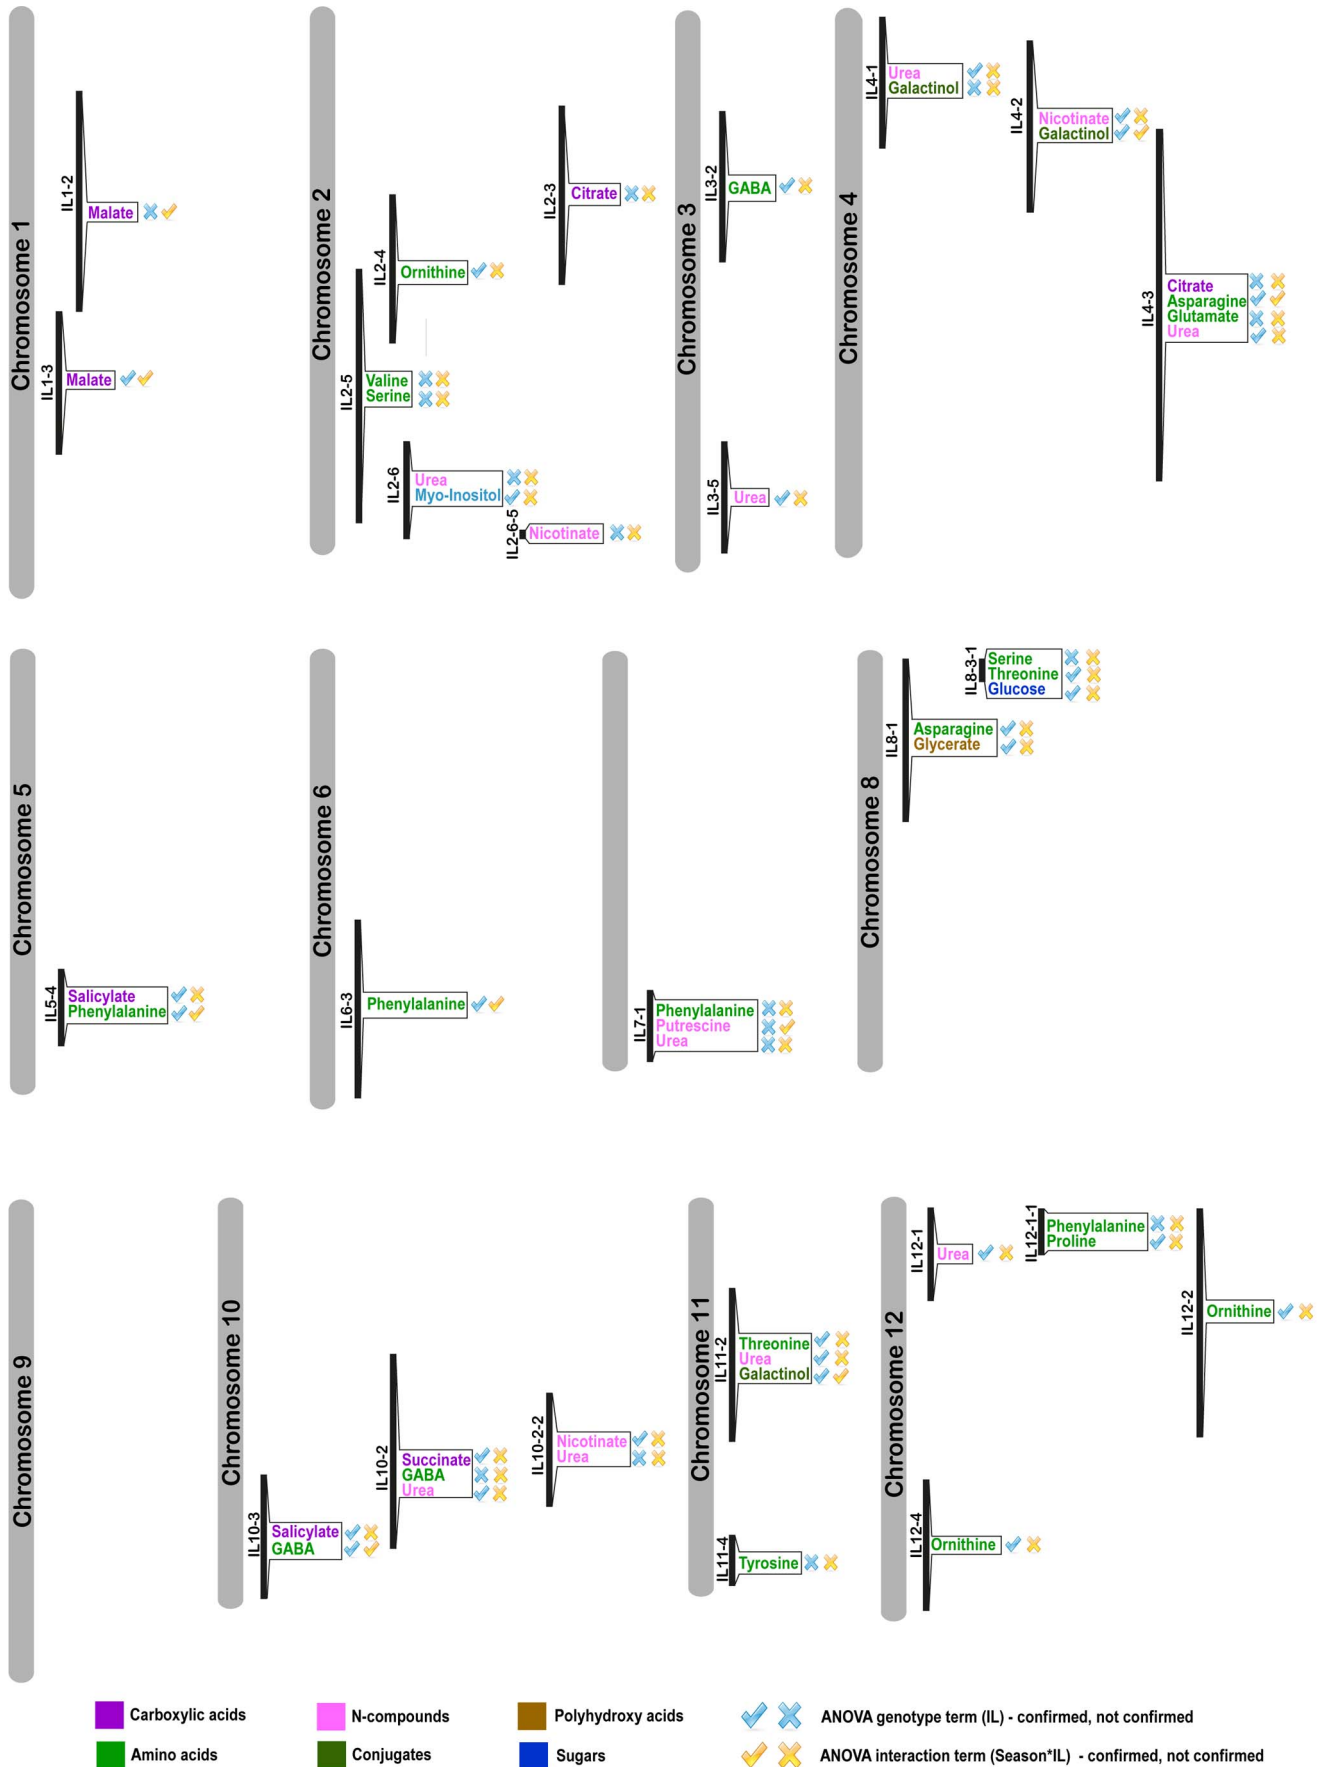 Chromosome 1
IL1-2
Malate
IL1-3
Malate
Chromosome 2
IL2-3
Citrate
IL2-4
Ornithine
IL2-5
Valine
Serine
IL2-6
Urea
Myo-Inositol
IL2-6-5
Nicotinate
Chromosome 3
IL3-2
GABA
IL3-5
Urea
Chromosome 4
IL4-1
Urea
Galactinol
IL4-2
Nicotinate
Galactinol
IL4-3
Citrate
Asparagine
Glutamate
Urea
Chromosome 5
IL5-4
Salicylate
Phenylalanine
Chromosome 6
IL6-3
Phenylalanine
IL7-1
Phenylalanine
Putrescine
Urea
Chromosome 8
IL8-3-1
Serine
Threonine
Glucose
IL8-1
Asparagine
Glycerate
Chromosome 9
Chromosome 10
IL10-3
Salicylate
GABA
IL10-2
Succinate
GABA
Urea
IL10-2-2
Nicotinate
Urea
Chromosome 11
IL11-2
Threonine
Urea
Galactinol
IL11-4
Tyrosine
Chromosome 12
IL12-1
Urea
IL12-1-1
Phenylalanine
Proline
IL12-2
Ornithine
IL12-4
Ornithine
Carboxylic acids
N-compounds
Polyhydroxy acids
ANOVA genotype term (IL) - confirmed, not confirmed
Amino acids
Conjugates
Sugars
ANOVA interaction term (Season*IL) - confirmed, not confirmed